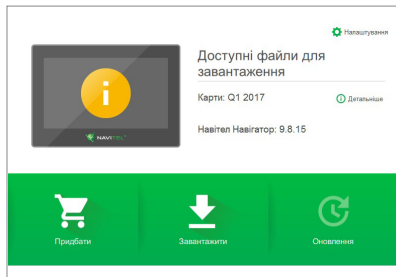 Налаштування
Доступні файли для
завантаження
Карти: Q1 2017
Детальніше
Навітел Навігатор: 9.8.15
NAVITEL
Придбати
Завантажити
Оновлення